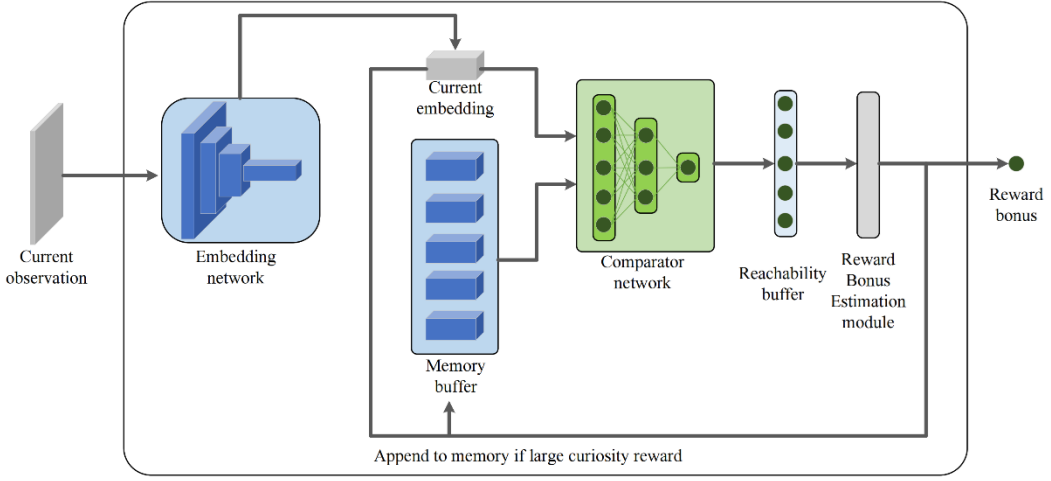 Current
observation
Embedding
network
Current
embedding
Memory
buffer
Comparator
network
Reachability
buffer
Reward
Bonus
Estimation
module
Reward
bonus
Append to memory if large curiosity reward